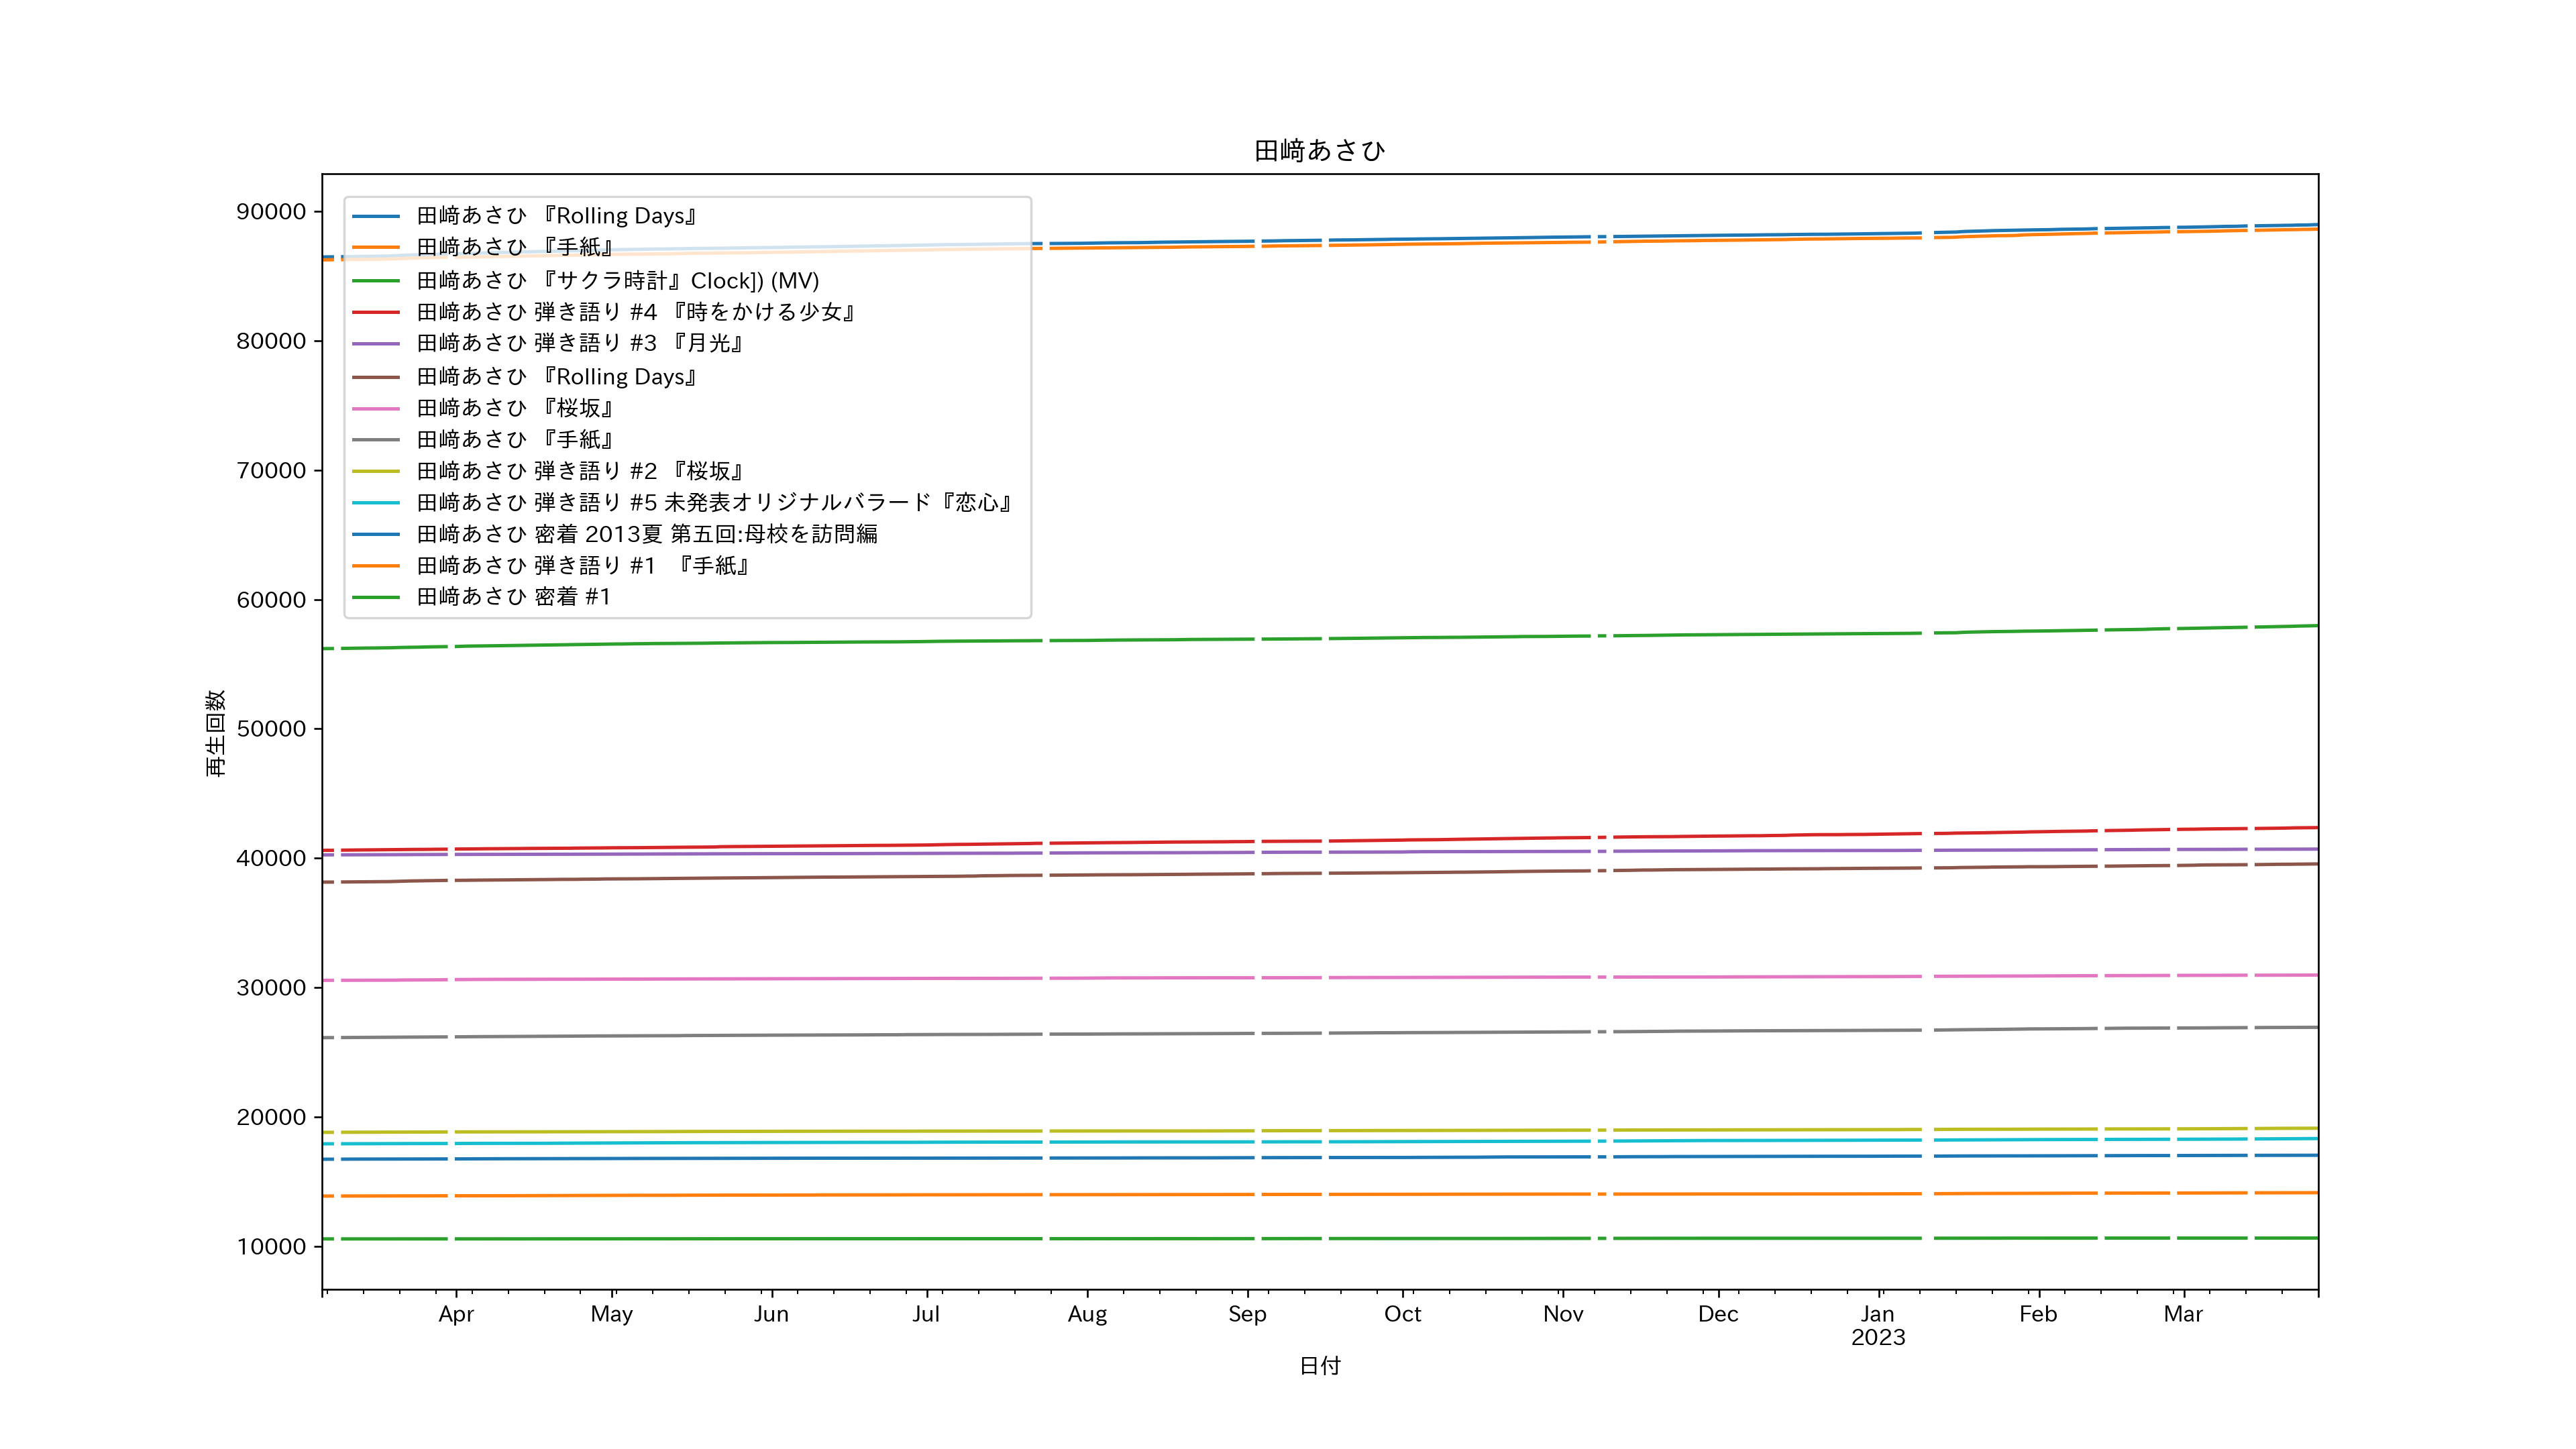 田﨑あさひ
90000
80000
70000
60000
50000
40000
30000
20000
10000
再生回数
田﨑あさひ 『Rolling Days』
田﨑あさひ 『手紙』
田﨑あさひ 『サクラ時計』Clock]) (MV)
田﨑あさひ 弾き語り #4 『時をかける少女』
田﨑あさひ 弾き語り #3 『月光』
田﨑あさひ 『Rolling Days』
田﨑あさひ 『桜坂』
田﨑あさひ 『手紙』
田﨑あさひ 弾き語り #2 『桜坂』
田﨑あさひ 弾き語り #5 未発表オリジナルバラード『恋心』
田﨑あさひ 密着 2013夏 第五回:母校を訪問編
田﨑あさひ 弾き語り #1 『手紙』
田﨑あさひ 密着 #1
Apr May Jun Jul Aug Sep Oct Nov Dec Jan Feb Mar
2023
日付